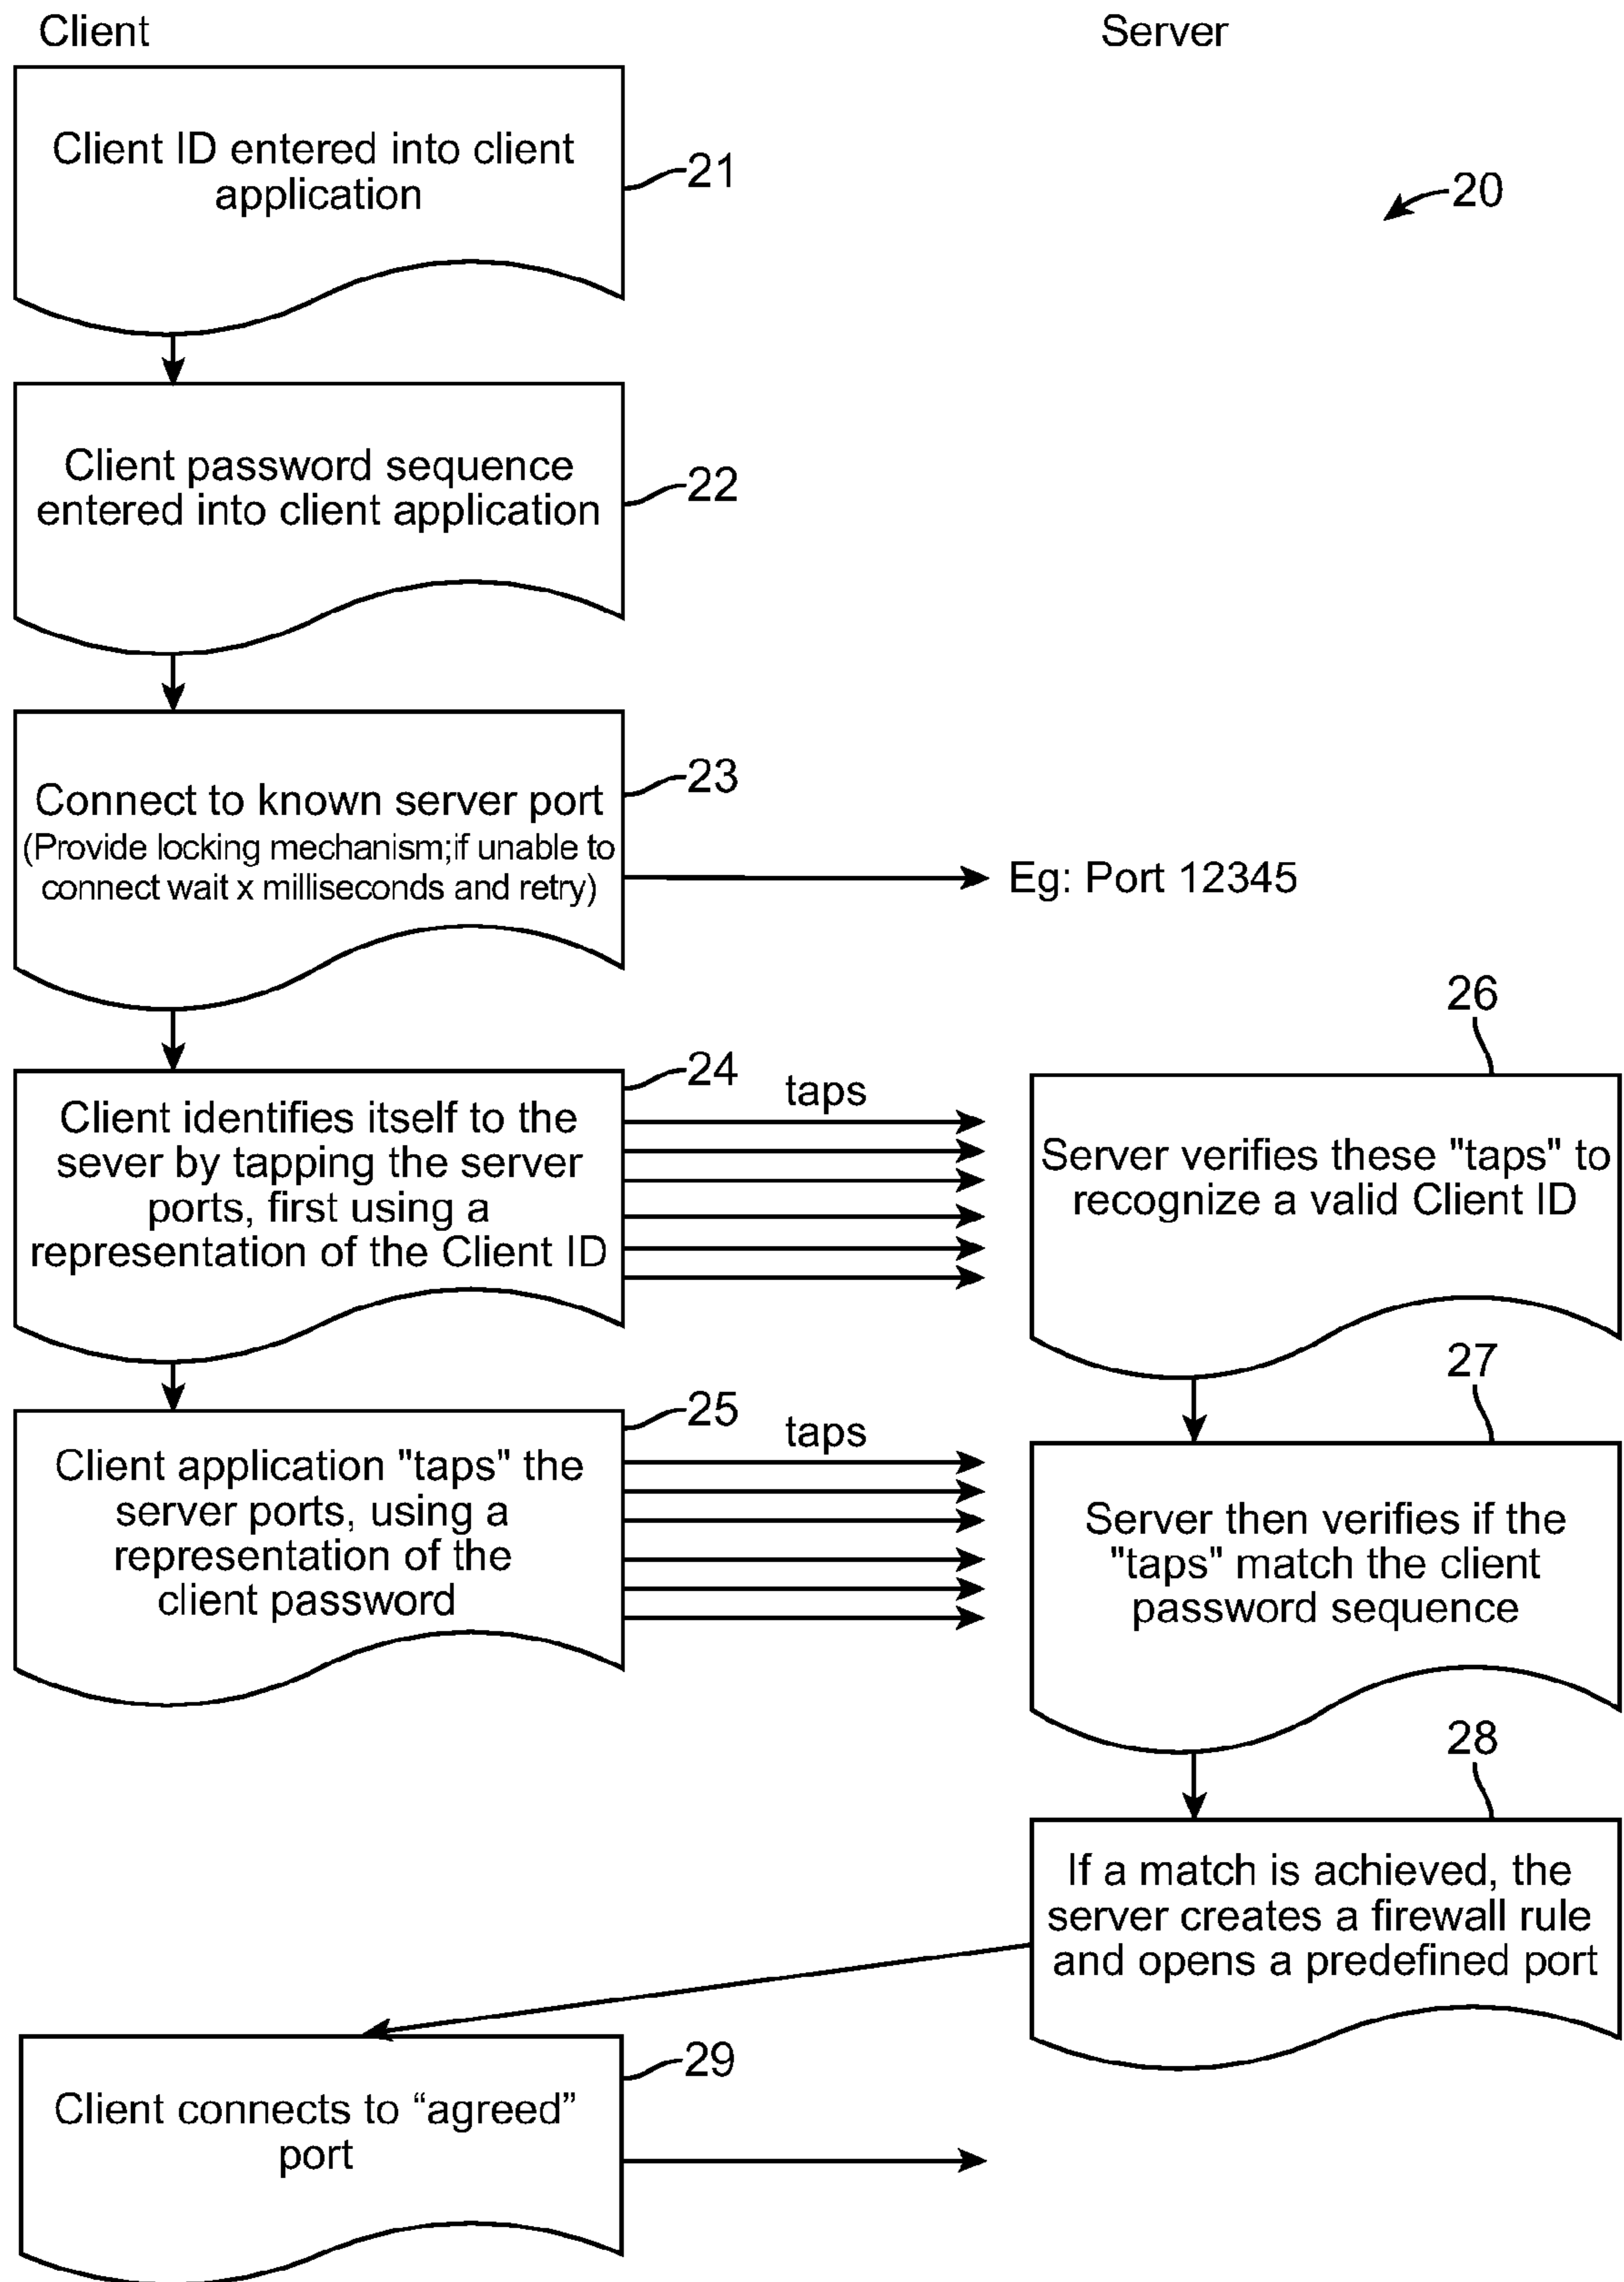 Client
Server
Client ID entered into client
application
21
20
Client password sequence
entered into client application
22
Connect to known server port
(Provide locking mechanism;if unable to
connect wait x milliseconds and retry)
23
Eg: Port 12345
Client identifies itself to the
sever by tapping the server
ports, first using a
representation of the Client ID
24
taps
26
Server verifies these "taps" to
recognize a valid Client ID
Client application "taps" the
server ports, using a
representation of the
client password
25
taps
27
Server then verifies if the
"taps" match the client
password sequence
28
If a match is achieved, the
server creates a firewall rule
and opens a predefined port
Client connects to “agreed”
port
29